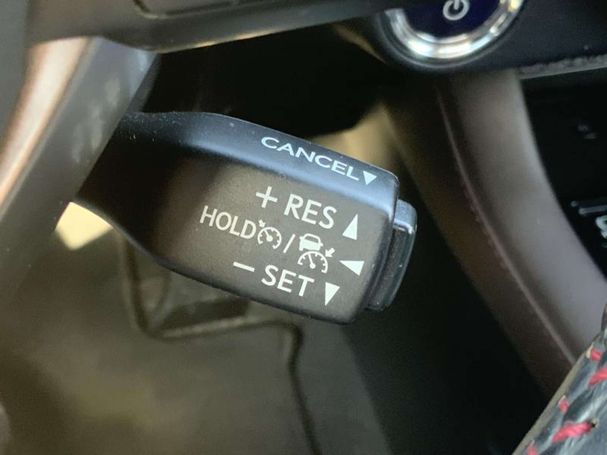 CANCEL▼
+ RES ▲
HOLD / ◀
− SET ▼